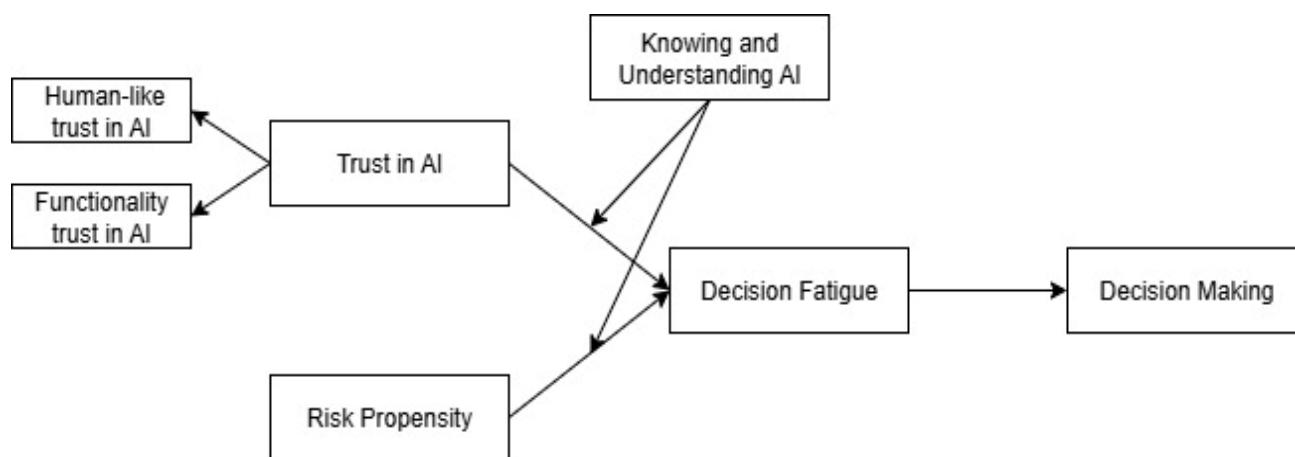 Knowing and
Understanding AI
Human-like
trust in AI
Trust in AI
Functionality
trust in AI
Decision Fatigue
Decision Making
Risk Propensity